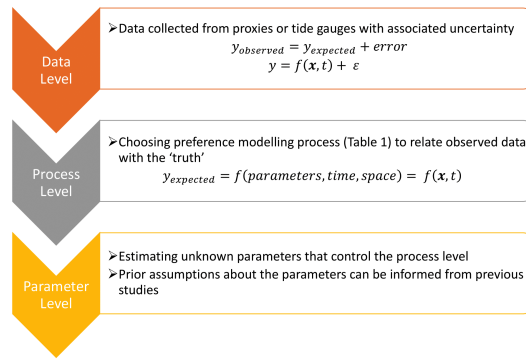 Data
Level
➤Data collected from proxies or tide gauges with associated uncertainty
y_observed = y_expected + error
y = f(x, t) + ε
Process
Level
➤Choosing preference modelling process (Table 1) to relate observed data
with the ‘truth’
y_expected = f(parameters, time, space) = f(x, t)
Parameter
Level
➤Estimating unknown parameters that control the process level
➤Prior assumptions about the parameters can be informed from previous
studies